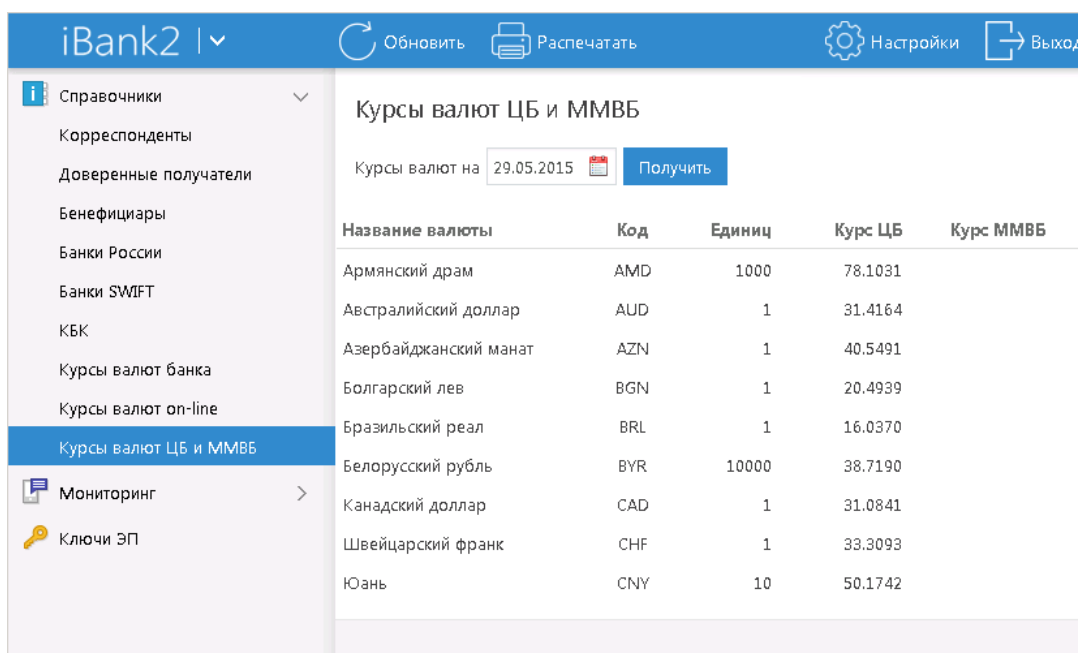 iBank2 Обновить Распечатать Настройки Выход
Справочники
Корреспонденты
Доверенные получатели
Бенефициары
Банки России
Банки SWIFT
КБК
Курсы валют банка
Курсы валют on-line
Курсы валют ЦБ и ММВБ
Мониторинг
Ключи ЭП
Курсы валют ЦБ и ММВБ
Курсы валют на 29.05.2015 Получить
Название валюты Код Единиц Курс ЦБ Курс ММВБ
Армянский драм AMD 1000 78.1031
Австралийский доллар AUD 1 31.4164
Азербайджанский манат AZN 1 40.5491
Болгарский лев BGN 1 20.4939
Бразильский реал BRL 1 16.0370
Белорусский рубль BYR 10000 38.7190
Канадский доллар CAD 1 31.0841
Швейцарский франк CHF 1 33.3093
Юань CNY 10 50.1742